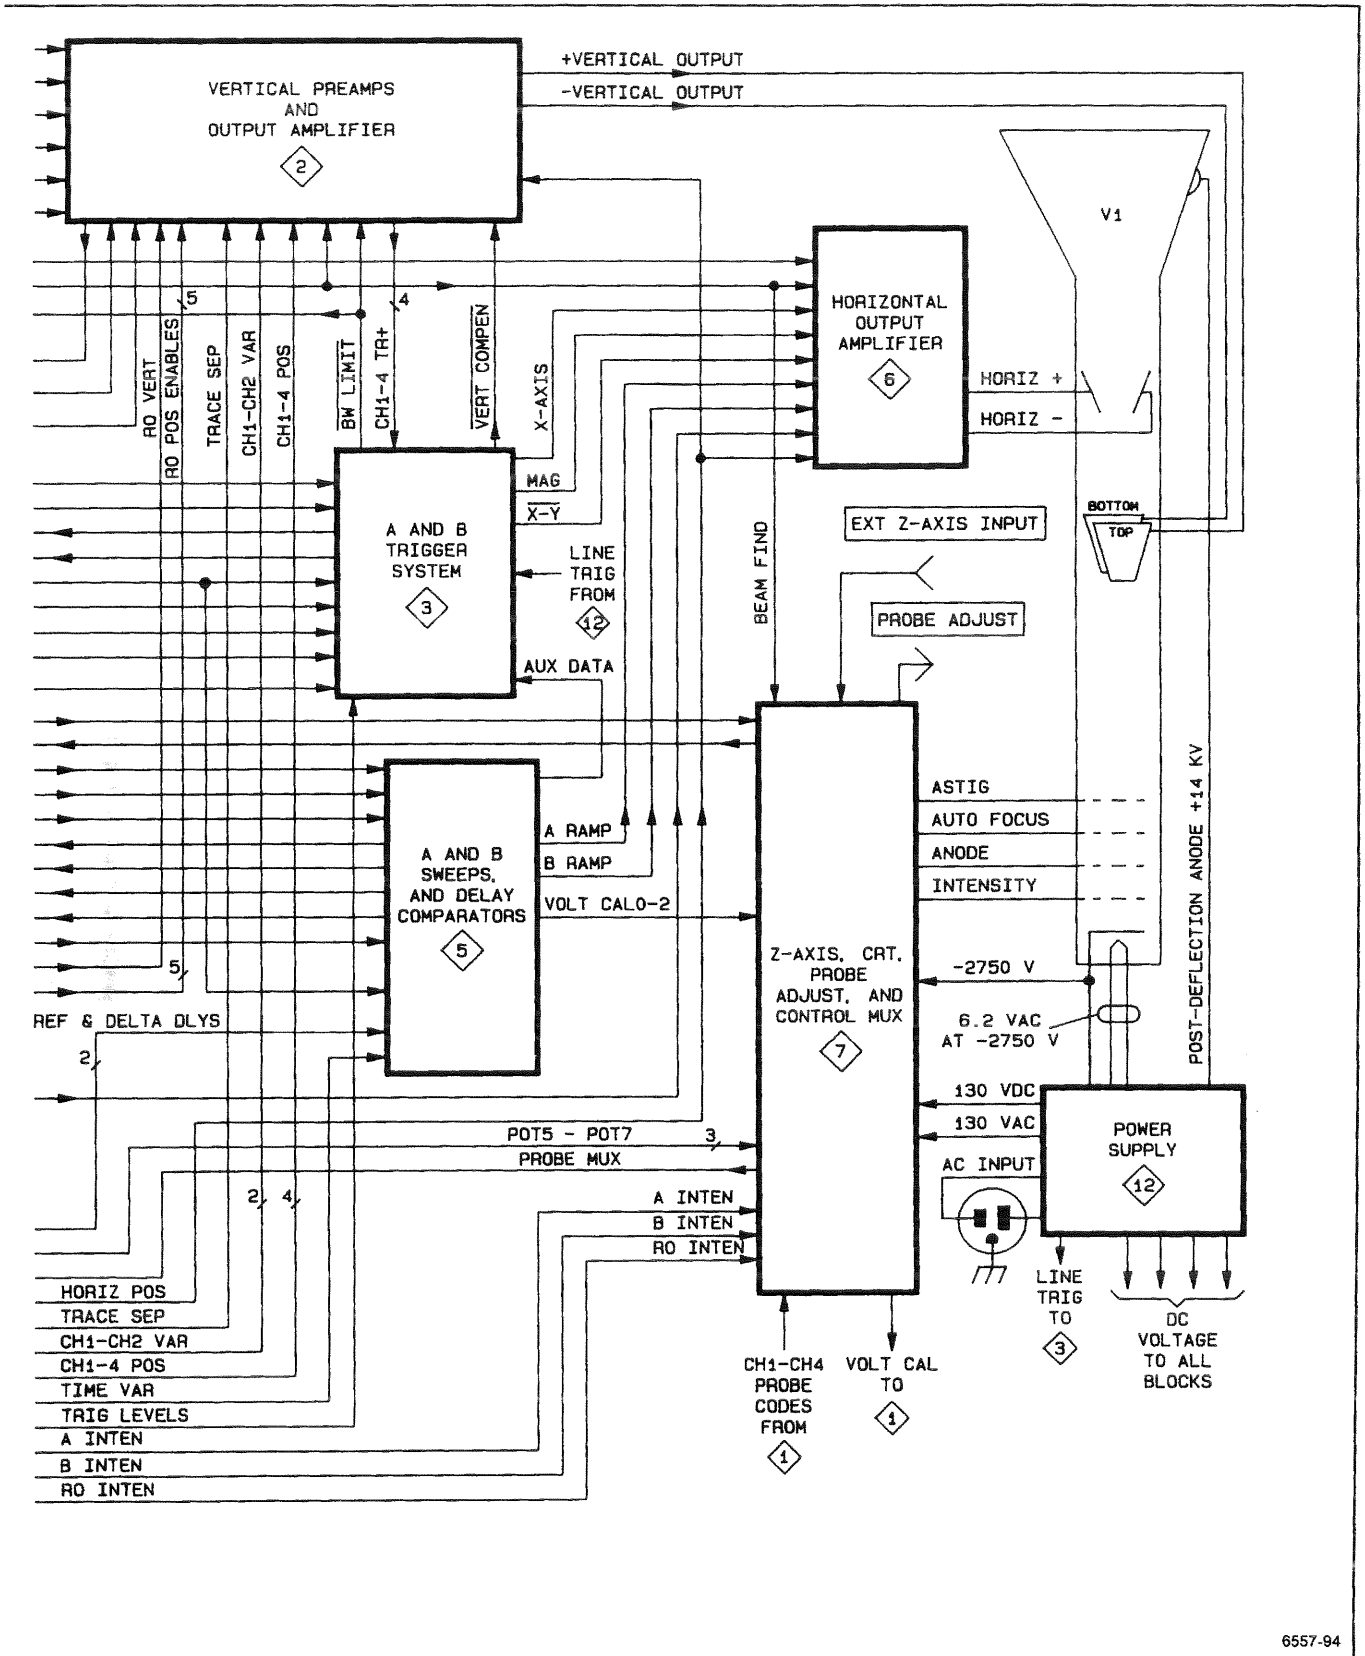 +VERTICAL OUTPUT
-VERTICAL OUTPUT
VERTICAL PREAMPS
AND
OUTPUT AMPLIFIER
2
V1
5
4
HORIZONTAL
OUTPUT
AMPLIFIER
6
RO VERT
RO POS ENABLES
TRACE SEP
CH1-CH2 VAR
CH1-4 POS
BW LIMIT
CH1-4 TR+
VERT COMPEN
X-AXIS
HORIZ +
HORIZ -
MAG
X-Y
A AND B
TRIGGER
SYSTEM
3
LINE
TRIG
FROM
12
AUX DATA
BEAM FIND
EXT Z-AXIS INPUT
PROBE ADJUST
BOTTOM
TOP
POST-DEFLECTION ANODE +14 KV
ASTIG
AUTO FOCUS
ANODE
INTENSITY
A RAMP
B RAMP
VOLT CAL0-2
A AND B
SWEEPS,
AND DELAY
COMPARATORS
5
Z-AXIS, CRT,
PROBE
ADJUST, AND
CONTROL MUX
7
-2750 V
6.2 VAC
AT -2750 V
5
REF & DELTA DLYS
2
130 VDC
130 VAC
AC INPUT
POWER
SUPPLY
12
POT5 - POT7
3
PROBE MUX
2
4
A INTEN
B INTEN
RO INTEN
LINE
TRIG
TO
3
DC
VOLTAGE
TO ALL
BLOCKS
HORIZ POS
TRACE SEP
CH1-CH2 VAR
CH1-4 POS
TIME VAR
TRIG LEVELS
A INTEN
B INTEN
RO INTEN
CH1-CH4
PROBE
CODES
FROM
1
VOLT CAL
TO
1
6557-94